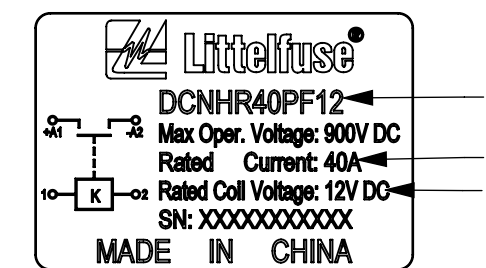 Littelfuse®
DCNHR40PF12
+A1 -A2
Max Oper. Voltage: 900V DC
Rated Current: 40A
1 K 2
Rated Coil Voltage: 12V DC
SN: XXXXXXXXXXX
MADE IN CHINA